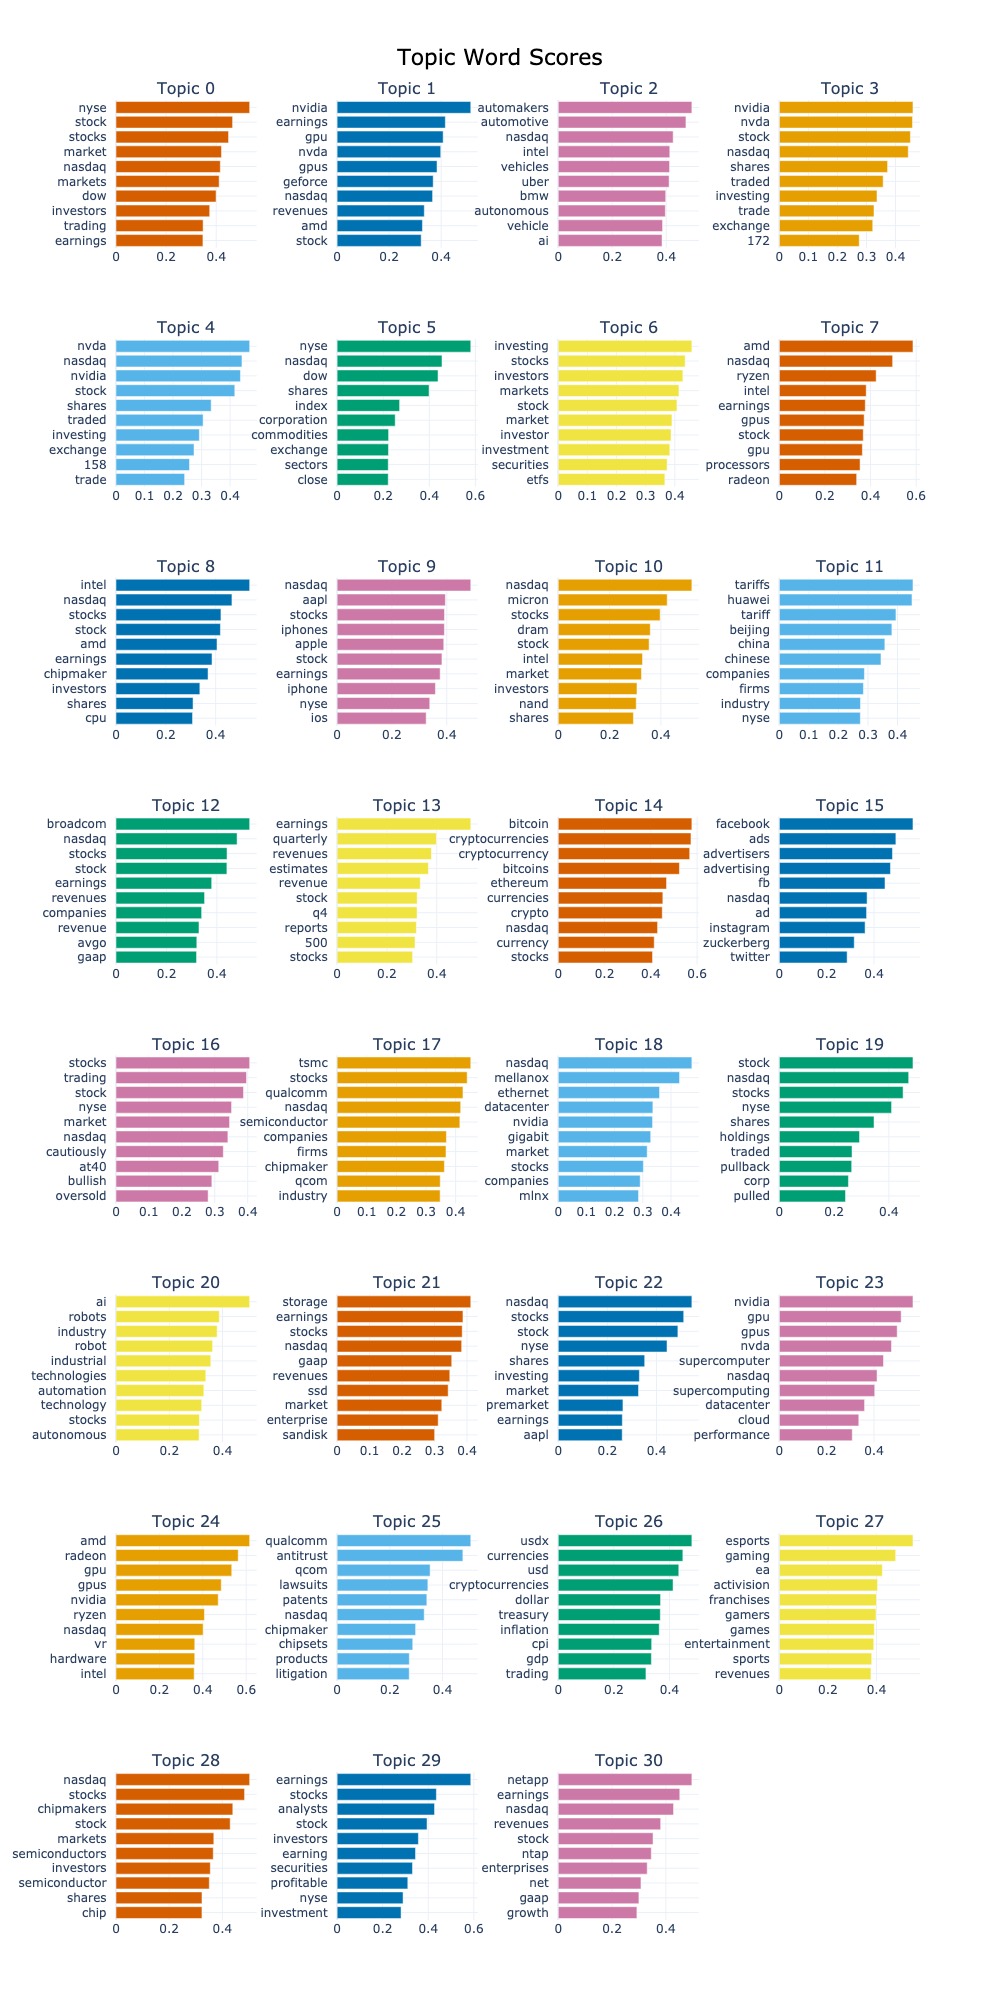 Topic Word Scores
Topic 0
nyse
stock
stocks
market
nasdaq
markets
dow
investors
trading
earnings
0 0.2 0.4
Topic 1
nvidia
earnings
gpu
nvda
gpus
geforce
nasdaq
revenues
amd
stock
0 0.2 0.4
Topic 2
automakers
automotive
nasdaq
intel
vehicles
uber
bmw
autonomous
vehicle
ai
0 0.2 0.4
Topic 3
nvidia
nvda
stock
nasdaq
shares
traded
investing
trade
exchange
172
0 0.1 0.2 0.3 0.4
Topic 4
nvda
nasdaq
nvidia
stock
shares
traded
investing
exchange
158
trade
0 0.1 0.2 0.3 0.4
Topic 5
nyse
nasdaq
dow
shares
index
corporation
commodities
exchange
sectors
close
0 0.2 0.4 0.6
Topic 6
investing
stocks
investors
markets
stock
market
investor
investment
securities
etfs
0 0.1 0.2 0.3 0.4
Topic 7
amd
nasdaq
ryzen
intel
earnings
gpus
stock
gpu
processors
radeon
0 0.2 0.4 0.6
Topic 8
intel
nasdaq
stocks
stock
amd
earnings
chipmaker
investors
shares
cpu
0 0.2 0.4
Topic 9
nasdaq
aapl
stocks
iphones
apple
stock
earnings
iphone
nyse
ios
0 0.2 0.4
Topic 10
nasdaq
micron
stocks
dram
stock
intel
market
investors
nand
shares
0 0.2 0.4
Topic 11
tariffs
huawei
tariff
beijing
china
chinese
companies
firms
industry
nyse
0 0.1 0.2 0.3 0.4
Topic 12
broadcom
nasdaq
stocks
stock
earnings
revenues
companies
revenue
avgo
gaap
0 0.2 0.4
Topic 13
earnings
quarterly
revenues
estimates
revenue
stock
q4
reports
500
stocks
0 0.2 0.4
Topic 14
bitcoin
cryptocurrencies
cryptocurrency
bitcoins
ethereum
currencies
crypto
nasdaq
currency
stocks
0 0.2 0.4 0.6
Topic 15
facebook
ads
advertisers
advertising
fb
nasdaq
ad
instagram
zuckerberg
twitter
0 0.2 0.4
Topic 16
stocks
trading
stock
nyse
market
nasdaq
cautiously
at40
bullish
oversold
0 0.1 0.2 0.3 0.4
Topic 17
tsmc
stocks
qualcomm
nasdaq
semiconductor
companies
firms
chipmaker
qcom
industry
0 0.1 0.2 0.3 0.4
Topic 18
nasdaq
mellanox
ethernet
datacenter
nvidia
gigabit
market
stocks
companies
mlnx
0 0.1 0.2 0.3 0.4
Topic 19
stock
nasdaq
stocks
nyse
shares
holdings
traded
pullback
corp
pulled
0 0.2 0.4
Topic 20
ai
robots
industry
robot
industrial
technologies
automation
technology
stocks
autonomous
0 0.2 0.4
Topic 21
storage
earnings
stocks
nasdaq
gaap
revenues
ssd
market
enterprise
sandisk
0 0.1 0.2 0.3 0.4
Topic 22
nasdaq
stocks
stock
nyse
shares
investing
market
premarket
earnings
aapl
0 0.2 0.4
Topic 23
nvidia
gpu
gpus
nvda
supercomputer
nasdaq
supercomputing
datacenter
cloud
performance
0 0.2 0.4
Topic 24
amd
radeon
gpu
gpus
nvidia
ryzen
nasdaq
vr
hardware
intel
0 0.2 0.4 0.6
Topic 25
qualcomm
antitrust
qcom
lawsuits
patents
nasdaq
chipmaker
chipsets
products
litigation
0 0.2 0.4
Topic 26
usdx
currencies
usd
cryptocurrencies
dollar
treasury
inflation
cpi
gdp
trading
0 0.2 0.4
Topic 27
esports
gaming
ea
activision
franchises
gamers
games
entertainment
sports
revenues
0 0.2 0.4
Topic 28
nasdaq
stocks
chipmakers
stock
markets
semiconductors
investors
semiconductor
shares
chip
0 0.2 0.4
Topic 29
earnings
stocks
analysts
stock
investors
earning
securities
profitable
nyse
investment
0 0.2 0.4 0.6
Topic 30
netapp
earnings
nasdaq
revenues
stock
ntap
enterprises
net
gaap
growth
0 0.2 0.4